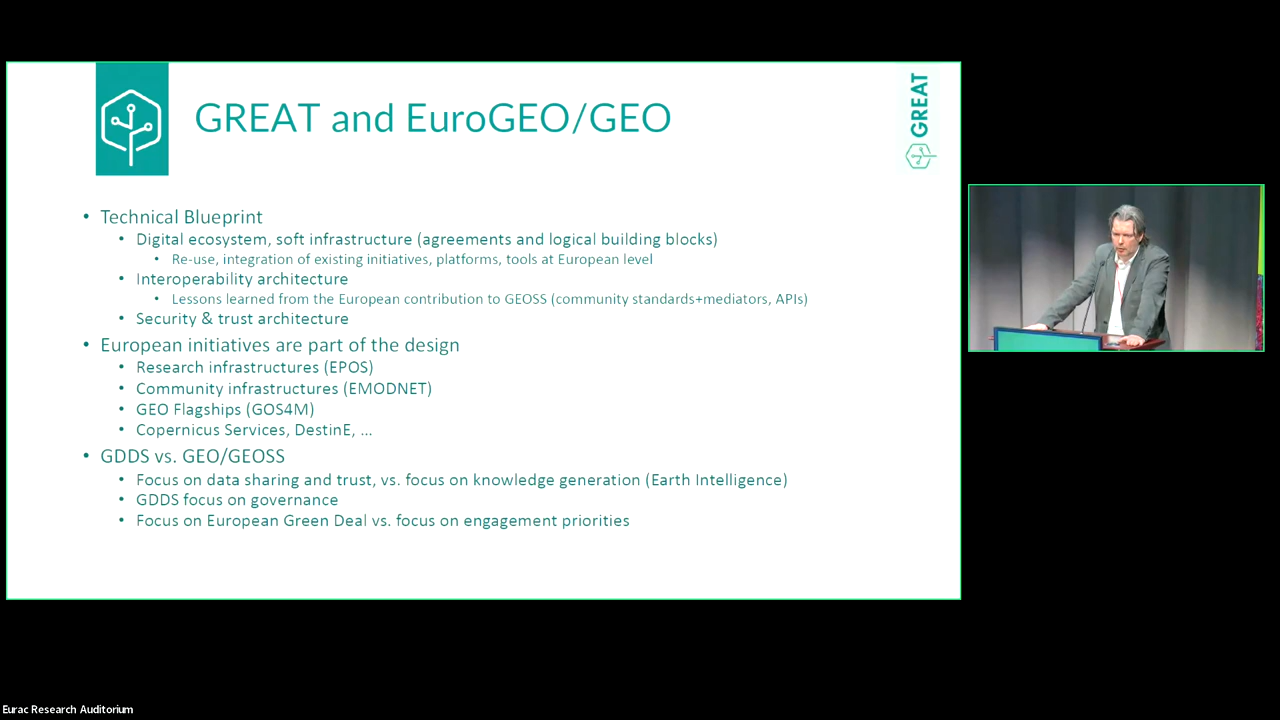 GREAT and EuroGEO/GEO
GREAT
• Technical Blueprint
• Digital ecosystem, soft infrastructure (agreements and logical building blocks)
• Re-use, integration of existing initiatives, platforms, tools at European level
• Interoperability architecture
• Lessons learned from the European contribution to GEOSS (community standards+mediators, APIs)
• Security & trust architecture
• European initiatives are part of the design
• Research infrastructures (EPOS)
• Community infrastructures (EMODNET)
• GEO Flagships (GOS4M)
• Copernicus Services, DestinE, ...
• GDDS vs. GEO/GEOSS
• Focus on data sharing and trust, vs. focus on knowledge generation (Earth Intelligence)
• GDDS focus on governance
• Focus on European Green Deal vs. focus on engagement priorities
Eurac Research Auditorium